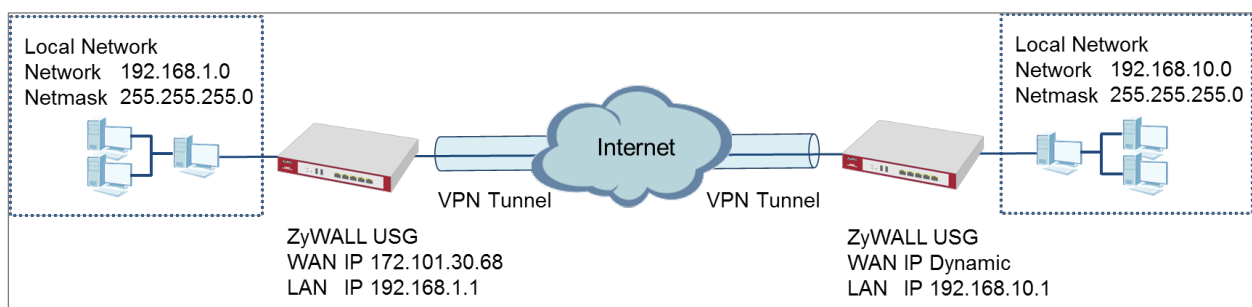 Local Network
Network 192.168.1.0
Netmask 255.255.255.0
Local Network
Network 192.168.10.0
Netmask 255.255.255.0
Internet
VPN Tunnel
VPN Tunnel
ZyWALL USG
WAN IP 172.101.30.68
LAN IP 192.168.1.1
ZyWALL USG
WAN IP Dynamic
LAN IP 192.168.10.1